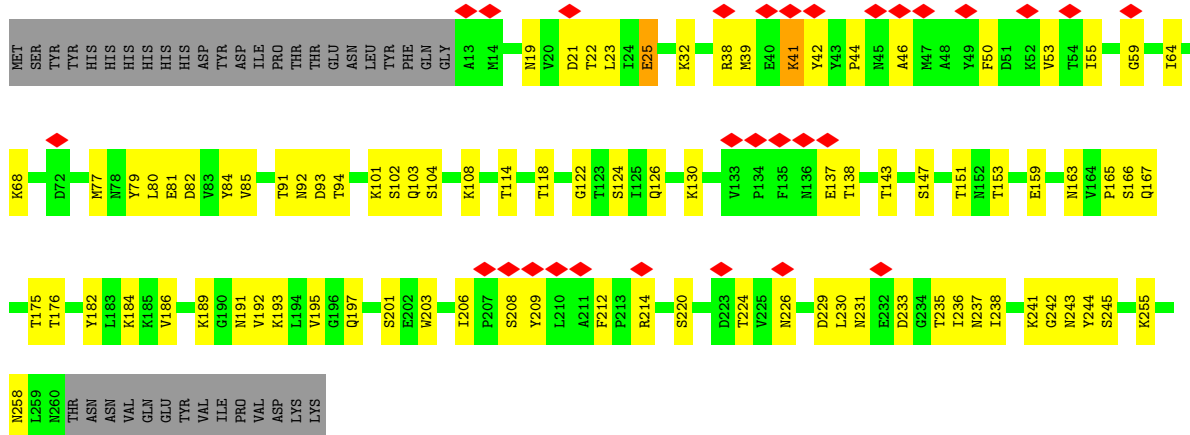 MET SER TYR TYR HIS HIS HIS HIS HIS HIS ASP TYR ASP ILE PRO THR THR GLU ASN LEU TYR PHE GLN GLY A13 M14 N19 V20 D21 T22 L23 I24 E25 K32 R38 M39 E40 K41 Y42 Y43 P44 N45 A46 M47 A48 Y49 F50 D51 K52 V53 T54 I55 G59 I64
K68 D72 M77 N78 Y79 L80 E81 D82 V83 Y84 V85 T91 N92 D93 T94 K101 S102 Q103 S104 K108 T114 T118 G122 T123 S124 I125 Q126 K130 V133 P134 F135 N136 E137 T138 T143 S147 T151 N152 T153 E159 N163 V164 P165 S166 Q167
T175 T176 Y182 L183 K184 K185 V186 K189 G190 N191 V192 K193 L194 V195 G196 Q197 S201 E202 W203 I206 P207 S208 Y209 L210 A211 F212 P213 R214 S220 D223 T224 V225 N226 D229 L230 N231 E232 D233 G234 T235 I236 N237 I238 K241 G242 N243 Y244 S245 K255
N258 L259 N260 THR ASN ASN VAL GLN GLU TYR VAL ILE PRO VAL ASP LYS LYS